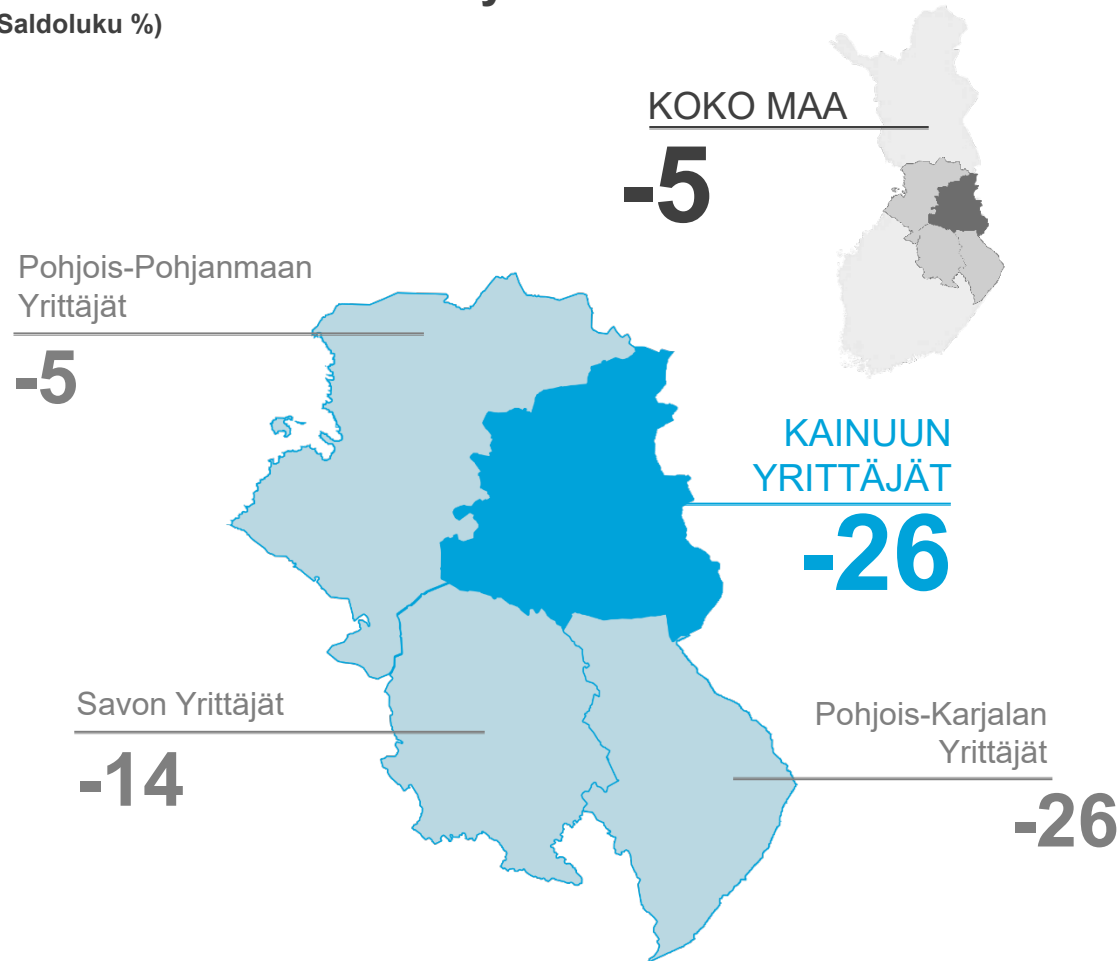 Saldoluku %)
KOKO MAA
-5
Pohjois-Pohjanmaan
Yrittäjät
-5
KAINUUN
YRITTÄJÄT
-26
Savon Yrittäjät
-14
Pohjois-Karjalan
Yrittäjät
-26